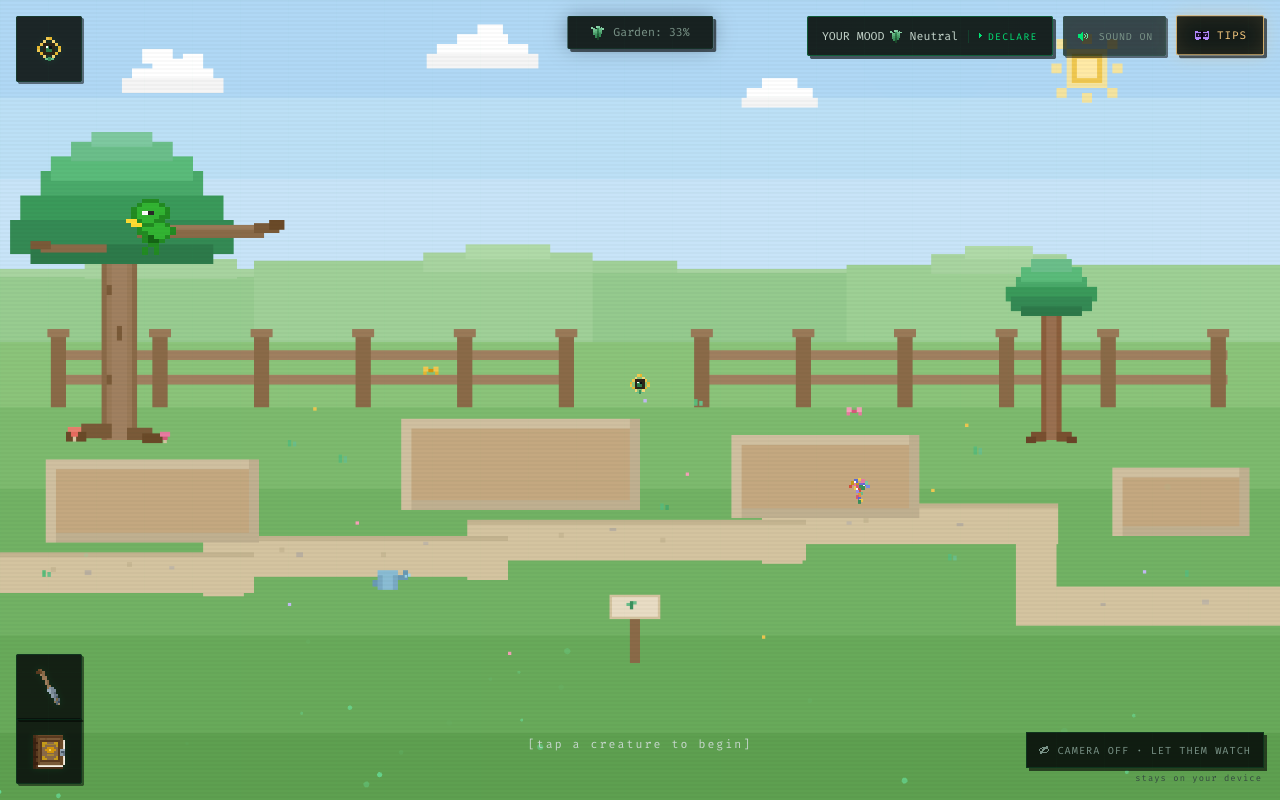 Garden: 33%
YOUR MOOD Neutral DECLARE
SOUND ON
TIPS
[tap a creature to begin]
CAMERA OFF · LET THEM WATCH
stays on your device